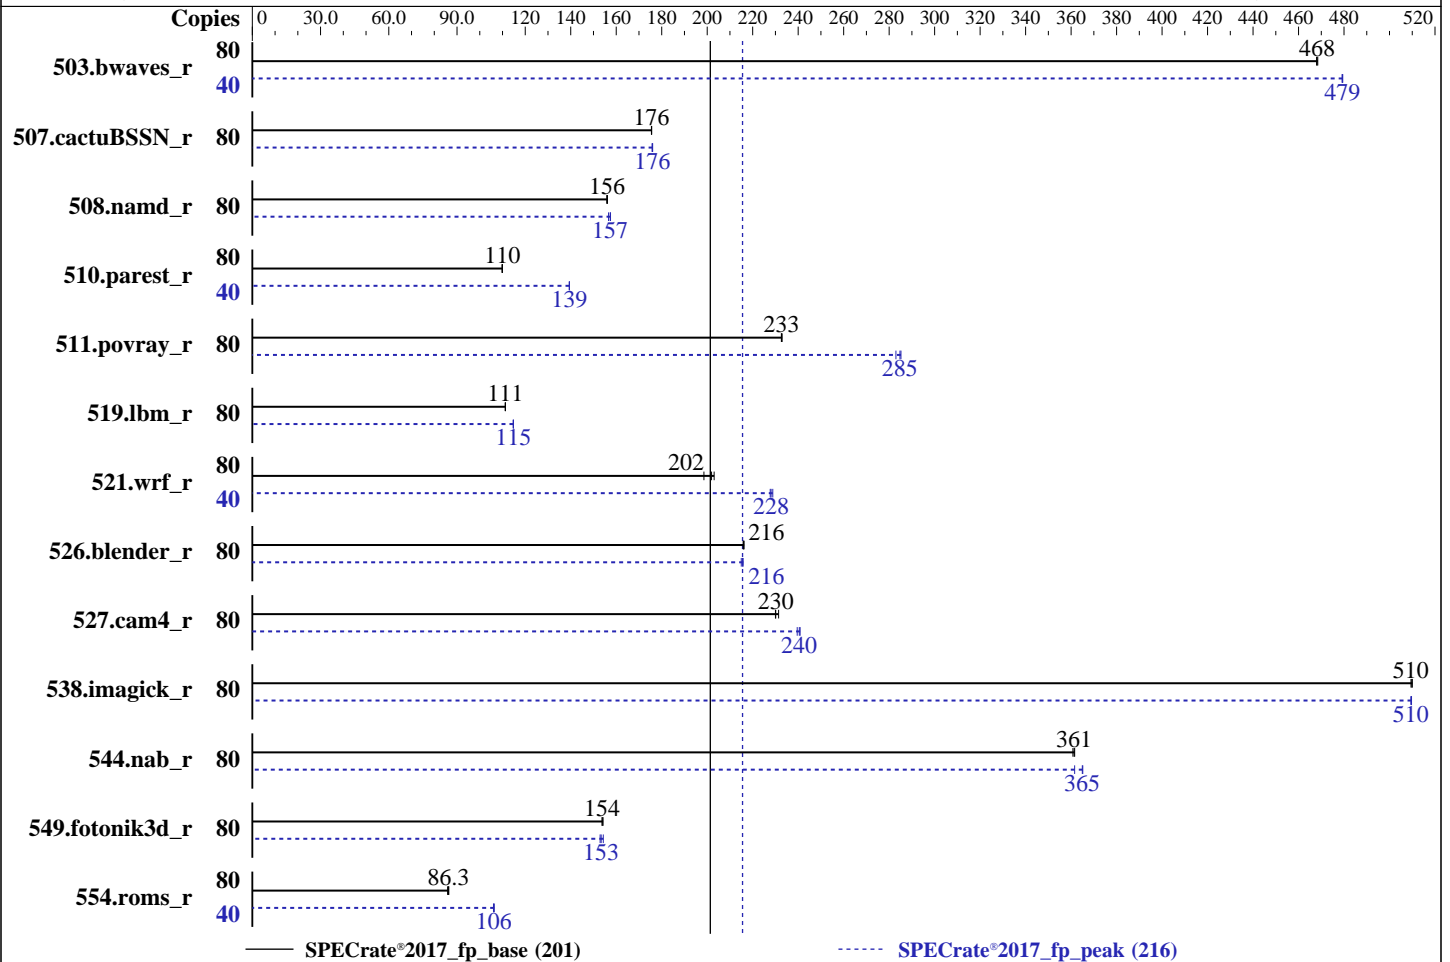 Copies 0 30.0 60.0 90.0 120 140 160 180 200 220 240 260 280 300 320 340 360 380 400 420 440 460 480 520
503.bwaves_r 80 468
40 479
507.cactuBSSN_r 80 176
176
508.namd_r 80 156
157
510.parest_r 80 110
40 139
511.povray_r 80 233
285
519.lbm_r 80 111
115
521.wrf_r 80 202
40 228
526.blender_r 80 216
216
527.cam4_r 80 230
240
538.imagick_r 80 510
510
544.nab_r 80 361
365
549.fotonik3d_r 80 154
153
554.roms_r 80 86.3
40 106
SPECrate®2017_fp_base (201) SPECrate®2017_fp_peak (216)